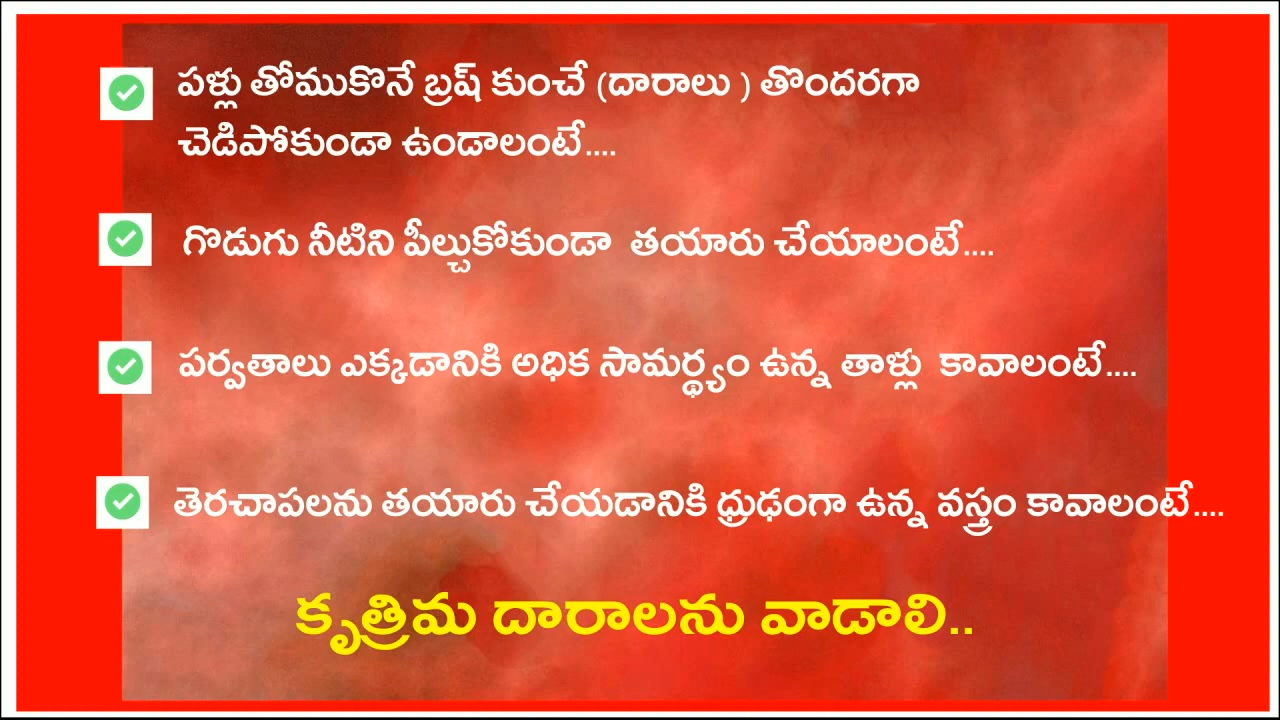 పళ్లు తోముకొనే బ్రష్ కుంచే (దారాలు ) తొందరగా
చెడిపోకుండా ఉండాలంటే....
గొడుగు నీటిని పీల్చుకోకుండా తయారు చేయాలంటే....
పర్వతాలు ఎక్కడానికి అధిక సామర్థ్యం ఉన్న తాళ్లు కావాలంటే....
తెరచాపలను తయారు చేయడానికి ధ్రుఢంగా ఉన్న వస్త్రం కావాలంటే....
కృత్రిమ దారాలను వాడాలి..